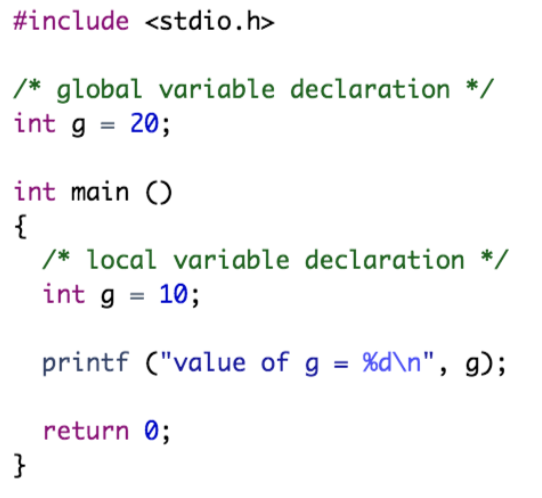 #include <stdio.h>
/* global variable declaration */
int g = 20;
int main ()
{
/* local variable declaration */
int g = 10;
printf ("value of g = %d\n", g);
return 0;
}